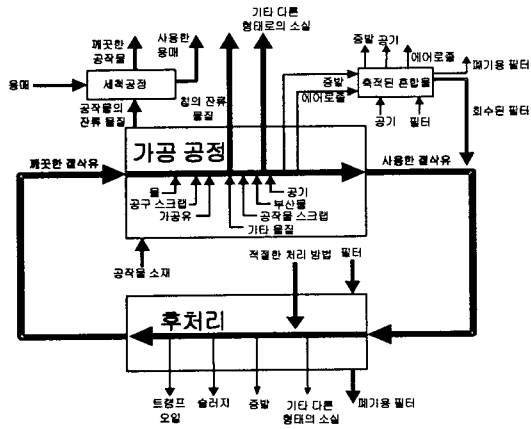 기타 다른
형태로의 소실
깨끗한
공작물
사용한
용매
증발 공기
에어로졸
용매
세척공정
축적된 혼합물
폐기용 필터
증발
에어로졸
공작물의
잔류 물질
칩의 잔류
물질
공기
필터
회수된 필터
가공 공정
깨끗한 절삭유
사용한 절삭유
물
공구 스크랩
가공유
공기
부산물
공작물 스크랩
기타 물질
공작물 소재
적절한 처리 방법
필터
후처리
트램프
오일
슬러지
증발
기타 다른
형태의 소실
폐기용 필터